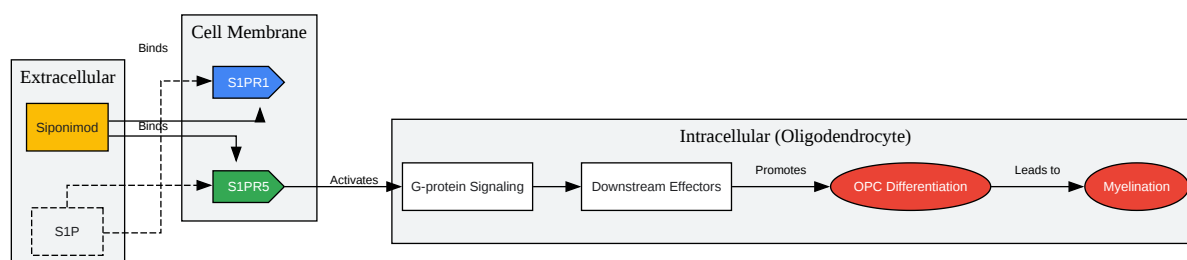 Cell Membrane
Binds
Extracellular
S1PR1
Siponimod
Binds
Intracellular (Oligodendrocyte)
S1PR5
Activates
G-protein Signaling
Downstream Effectors
Promotes
OPC Differentiation
Leads to
Myelination
S1P